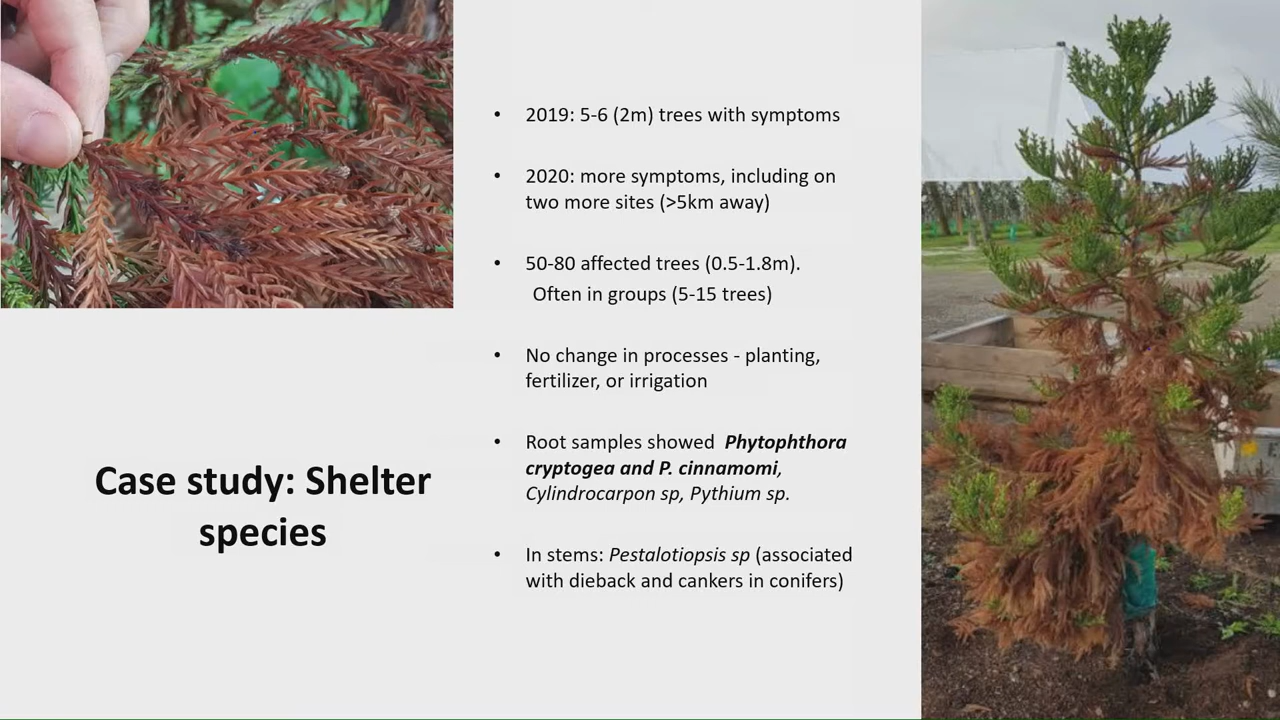 Case study: Shelter
species
• 2019: 5-6 (2m) trees with symptoms
• 2020: more symptoms, including on
two more sites (>5km away)
• 50-80 affected trees (0.5-1.8m).
Often in groups (5-15 trees)
• No change in processes - planting,
fertilizer, or irrigation
• Root samples showed Phytophthora
cryptogea and P. cinnamomi,
Cylindrocarpon sp, Pythium sp.
• In stems: Pestalotiopsis sp (associated
with dieback and cankers in conifers)